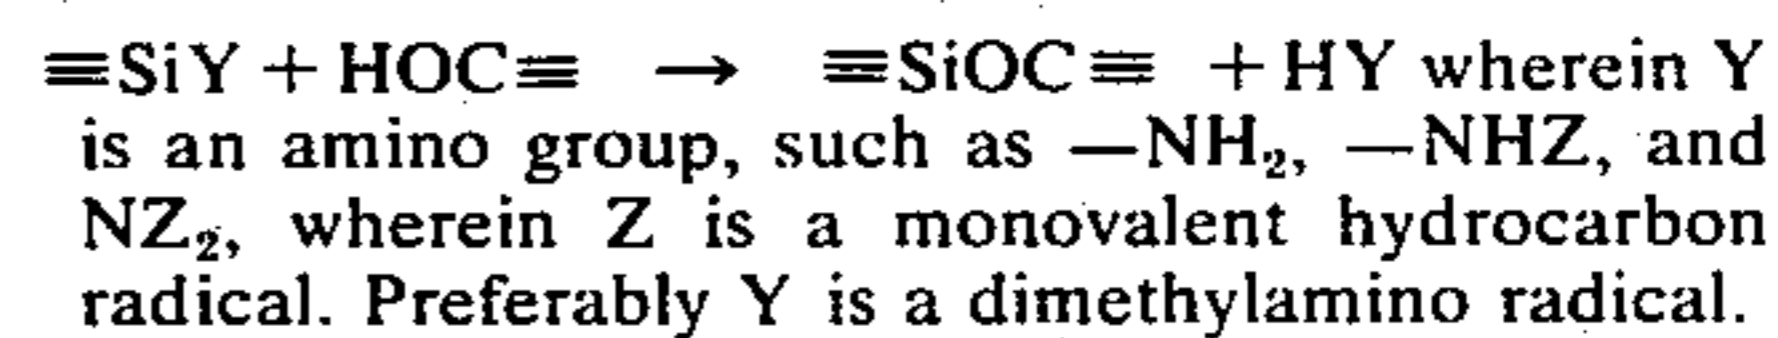 ≡SiY + HOC≡ → ≡SiOC≡ + HY wherein Y
is an amino group, such as —NH₂, —NHZ, and
NZ₂, wherein Z is a monovalent hydrocarbon
radical. Preferably Y is a dimethylamino radical.